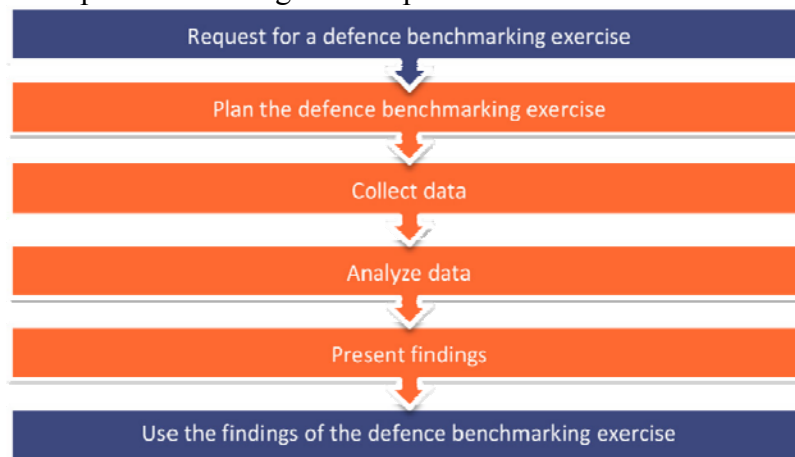 Request for a defence benchmarking exercise
Plan the defence benchmarking exercise
Collect data
Analyze data
Present findings
Use the findings of the defence benchmarking exercise